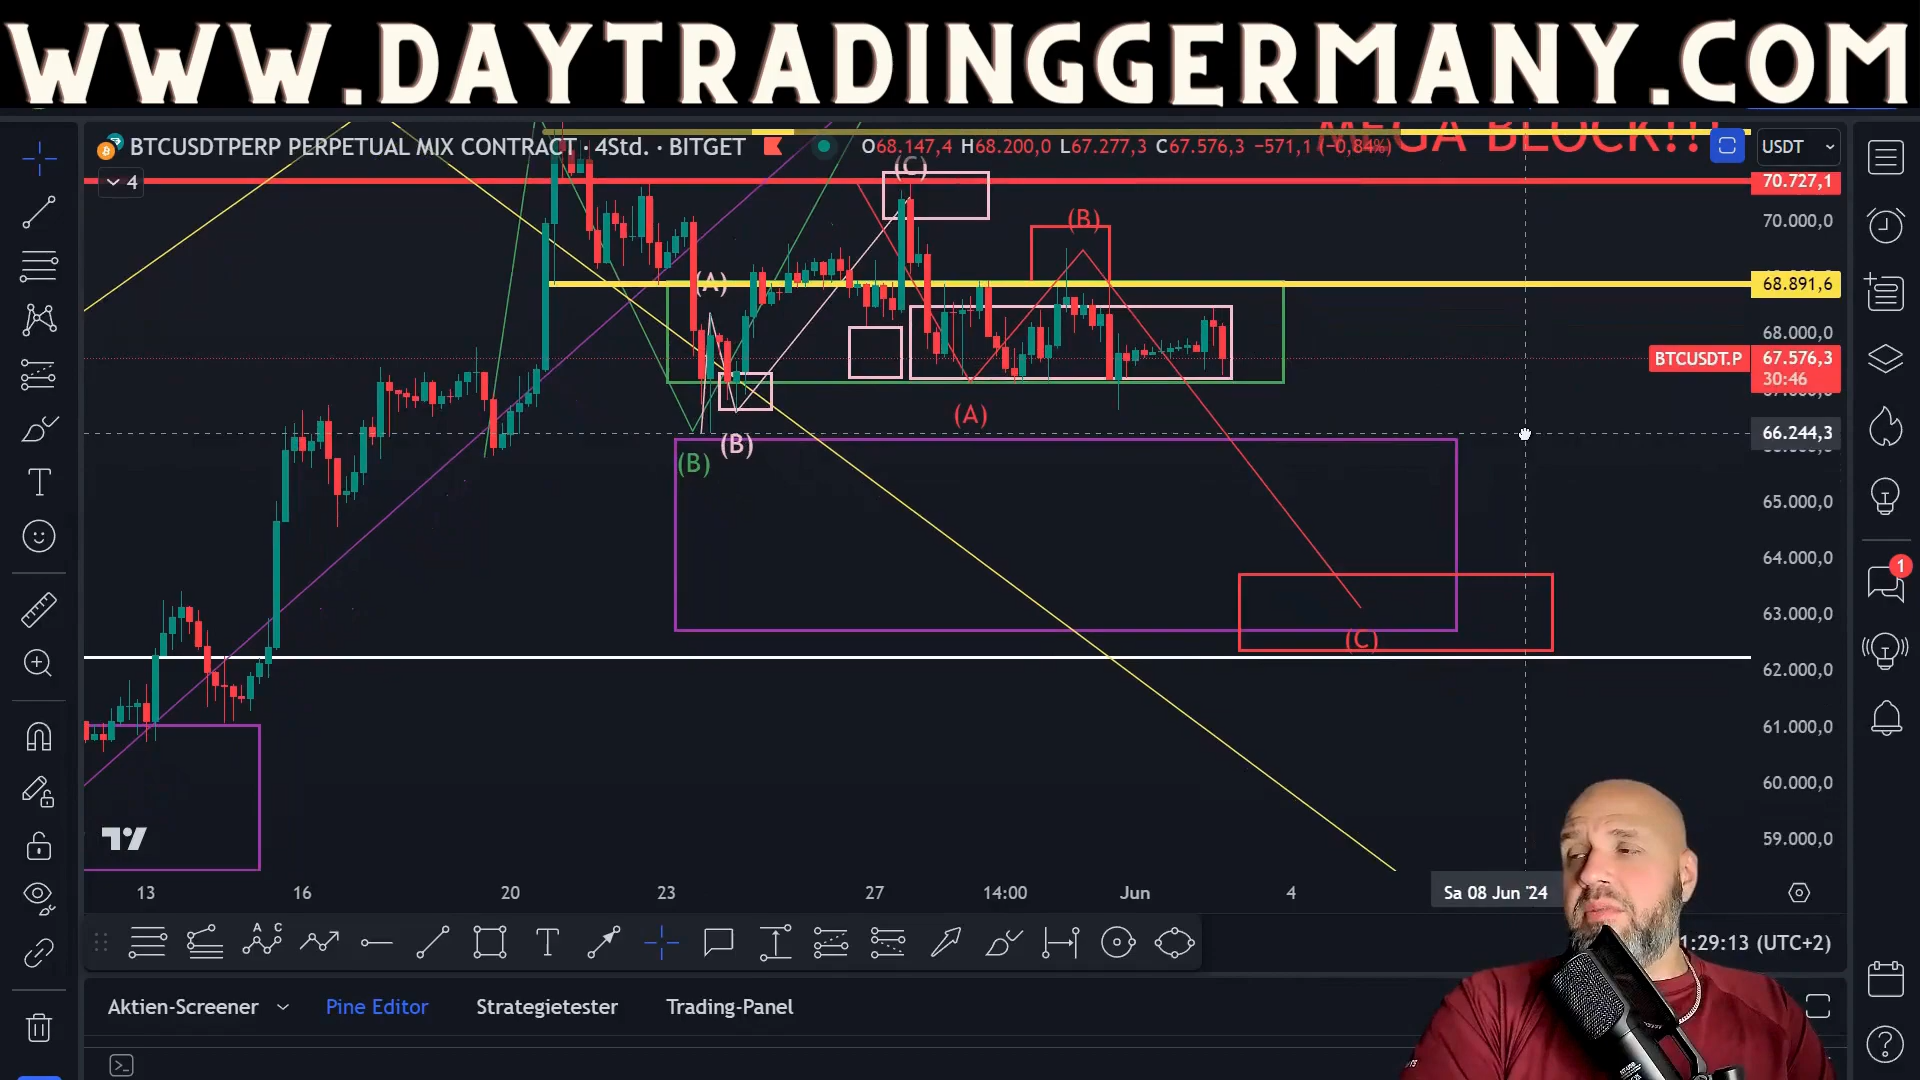 WWW.DAYTRADINGGERMANY.COM
MEGA BLOCK!!!
BTCUSDTPERP PERPETUAL MIX CONTRACT · 4Std. · BITGET
O68.147,4 H68.200,0 L67.277,3 C67.576,3 −571,1 (−0,84%)
USDT
4
70.727,1
70.000,0
68.891,6
68.000,0
BTCUSDT.P
67.576,3
30:46
66.244,3
65.000,0
64.000,0
63.000,0
62.000,0
61.000,0
60.000,0
59.000,0
(C)
(B)
(A)
(A)
(B)
(B)
(C)
1
13 16 20 23 27 14:00 Jun 4
Sa 08 Jun '24
A C
B
1:29:13 (UTC+2)
Aktien-Screener
Pine Editor
Strategietester
Trading-Panel